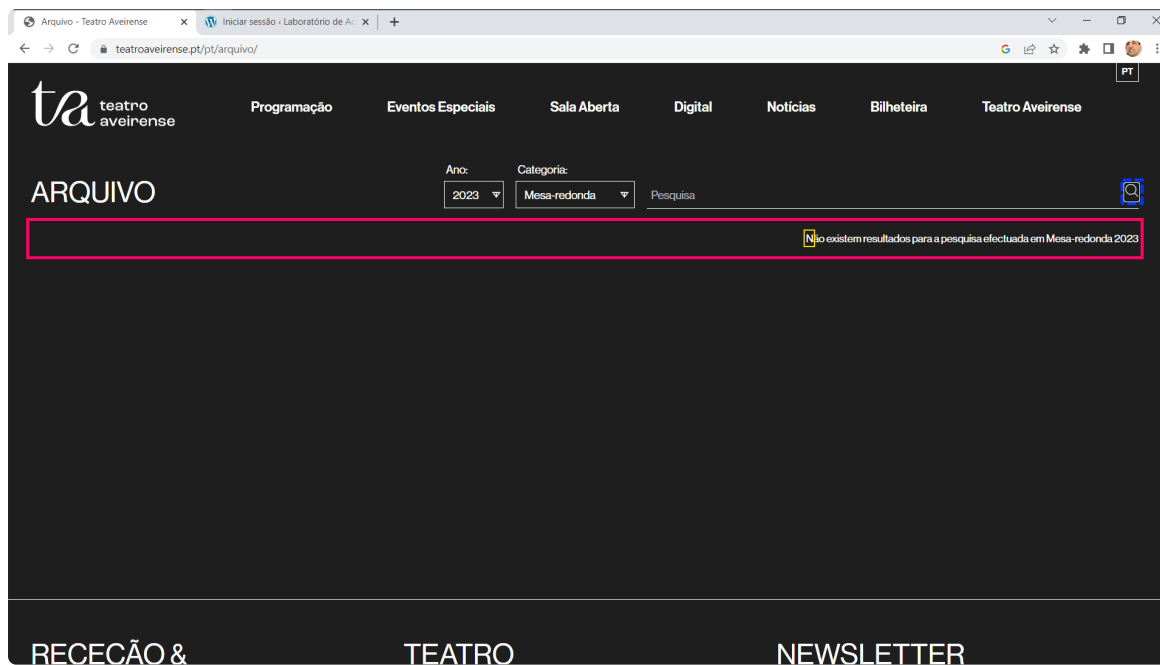 Arquivo - Teatro Aveirense
Iniciar sessão ‹ Laboratório de Ac
teatroaveirense.pt/pt/arquivo/
PT
ta teatro aveirense
Programação Eventos Especiais Sala Aberta Digital Notícias Bilheteira Teatro Aveirense
Ano: Categoria:
ARQUIVO 2023 Mesa-redonda Pesquisa
Não existem resultados para a pesquisa efectuada em Mesa-redonda 2023
RECEÇÃO & TEATRO NEWSLETTER